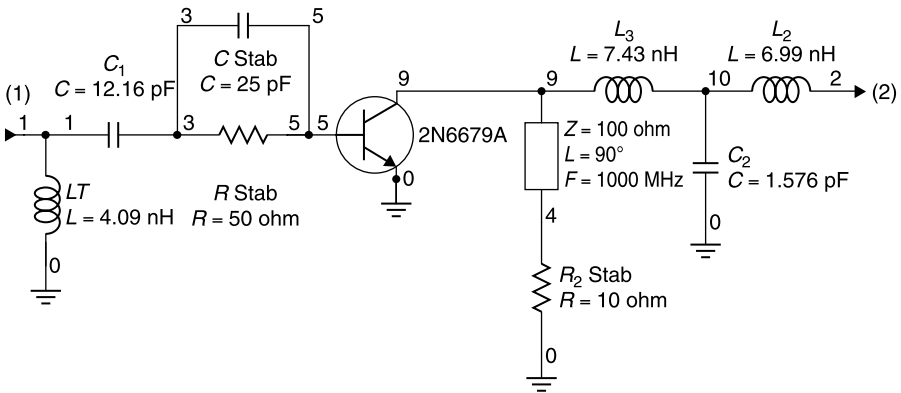 3
5
C₁
C = 12.16 pF
C Stab
C = 25 pF
(1)
1
1
3
5
5
2N6679A
LT
L = 4.09 nH
0
R Stab
R = 50 ohm
0
9
9
L₃
L = 7.43 nH
10
L₂
L = 6.99 nH
2
(2)
Z = 100 ohm
L = 90°
F = 1000 MHz
4
C₂
C = 1.576 pF
0
R₂ Stab
R = 10 ohm
0